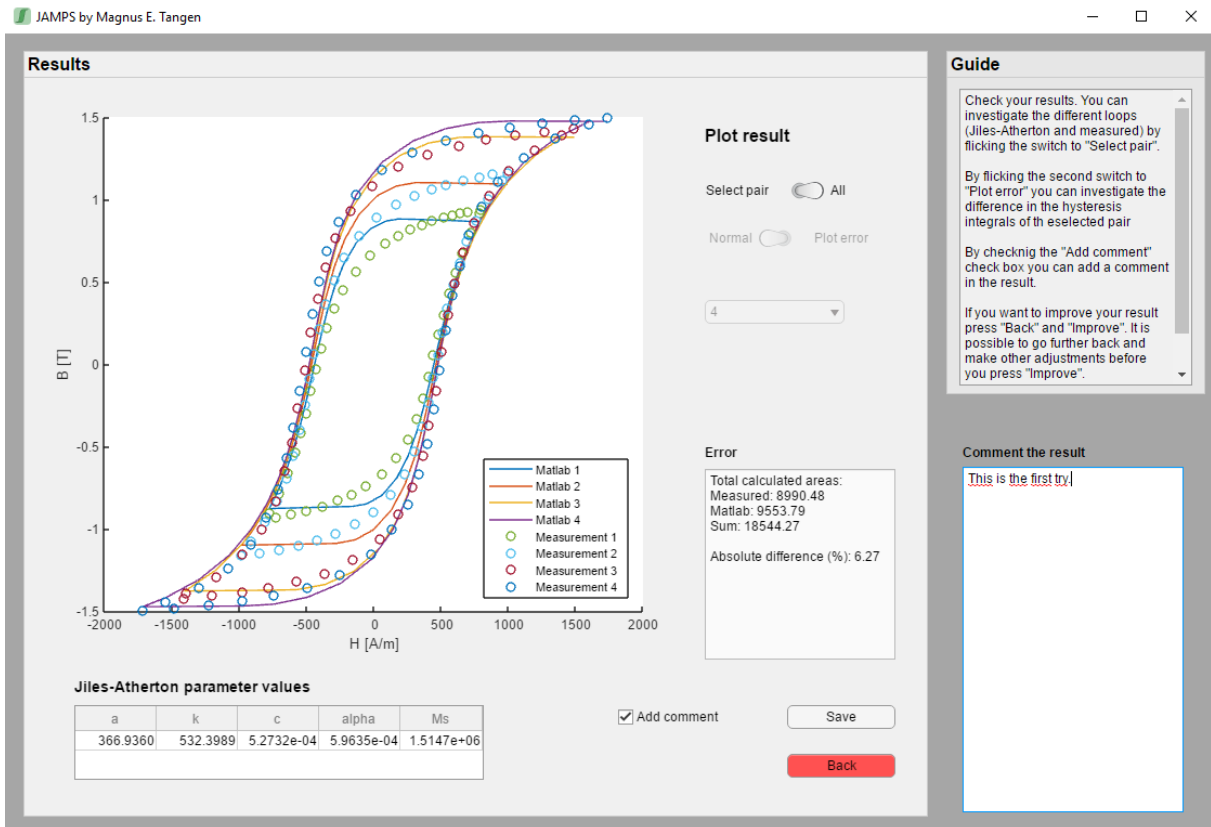 JAMPS by Magnus E. Tangen
Results
1.5
1
0.5
0
-0.5
-1
-1.5
B [T]
-2000 -1500 -1000 -500 0 500 1000 1500 2000
H [A/m]
Matlab 1
Matlab 2
Matlab 3
Matlab 4
Measurement 1
Measurement 2
Measurement 3
Measurement 4
Plot result
Select pair All
Normal Plot error
4
Error
Total calculated areas:
Measured: 8990.48
Matlab: 9553.79
Sum: 18544.27
Absolute difference (%): 6.27
Jiles-Atherton parameter values
a k c alpha Ms
366.9360 532.3989 5.2732e-04 5.9635e-04 1.5147e+06
Add comment
Save
Back
Guide
Check your results. You can
investigate the different loops
(Jiles-Atherton and measured) by
flicking the switch to "Select pair".
By flicking the second switch to
"Plot error" you can investigate the
difference in the hysteresis
integrals of th eselected pair
By checknig the "Add comment"
check box you can add a comment
in the result.
If you want to improve your result
press "Back" and "Improve". It is
possible to go further back and
make other adjustments before
you press "Improve".
Comment the result
This is the first try.